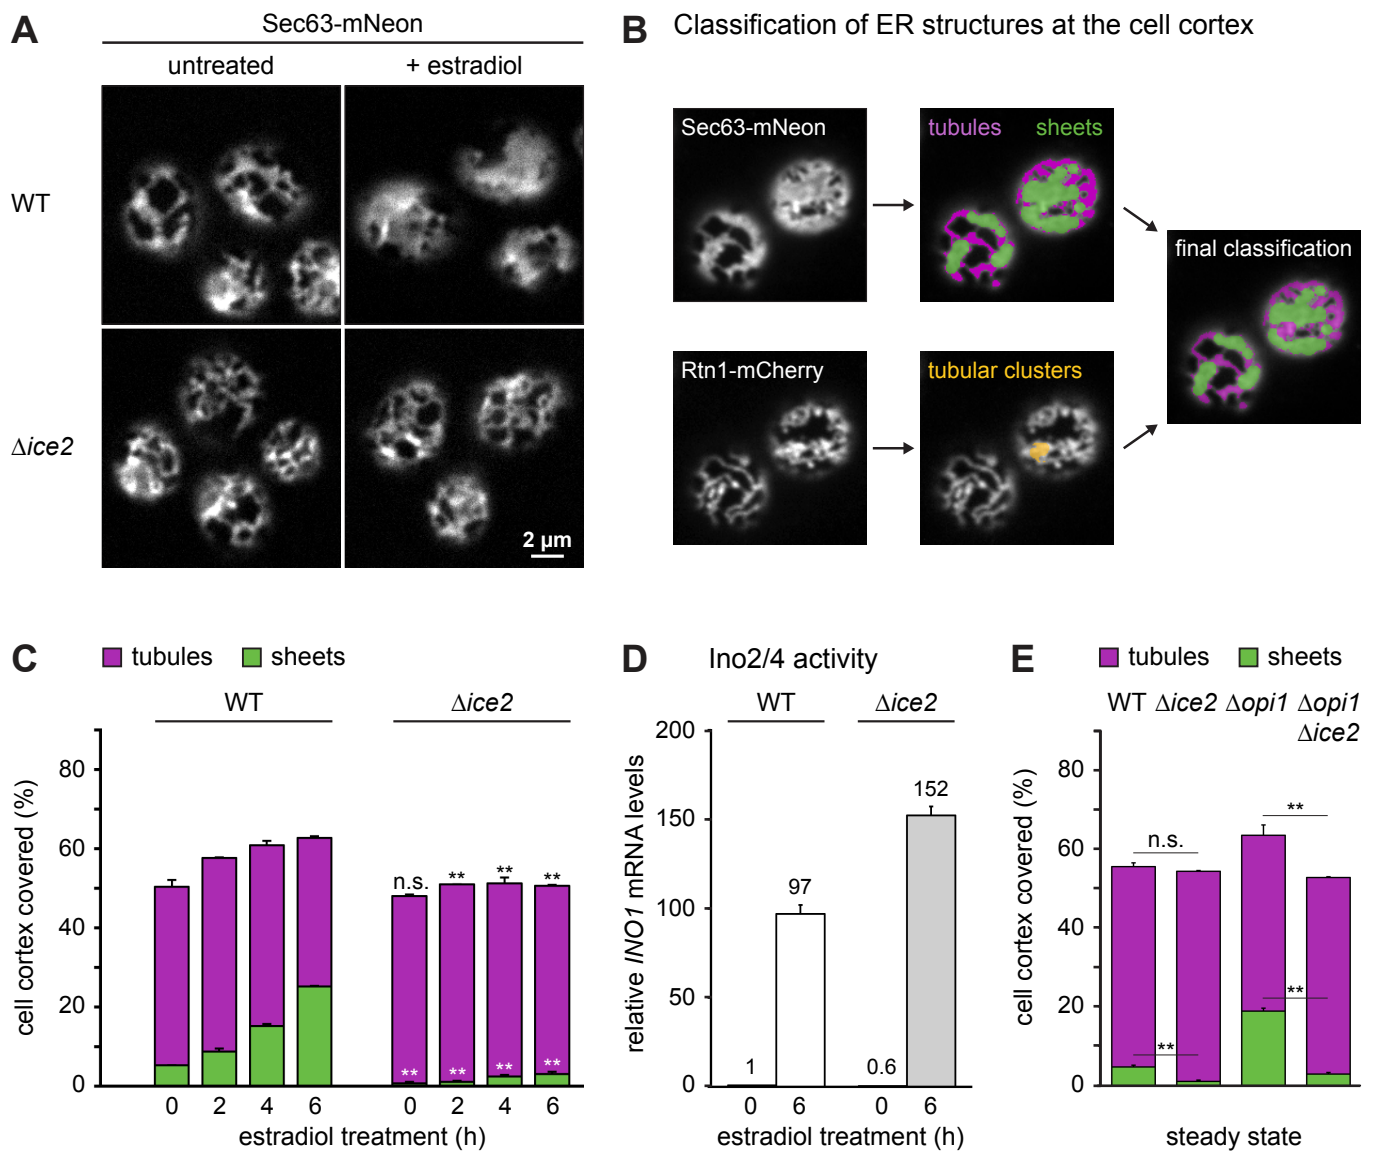 A
Sec63-mNeon
untreated
+ estradiol
WT
Δice2
2 µm
B
Classification of ER structures at the cell cortex
Sec63-mNeon
tubules
sheets
final classification
Rtn1-mCherry
tubular clusters
C
tubules
sheets
WT
Δice2
cell cortex covered (%)
80
60
40
20
0
n.s.
**
**
**
**
**
**
**
0 2 4 6
0 2 4 6
estradiol treatment (h)
D
Ino2/4 activity
WT
Δice2
relative INO1 mRNA levels
200
150
100
50
0
1
97
0.6
152
0 6 0 6
estradiol treatment (h)
E
tubules
sheets
WT Δice2 Δopi1 Δopi1
Δice2
cell cortex covered (%)
80
60
40
20
0
n.s.
**
**
**
steady state